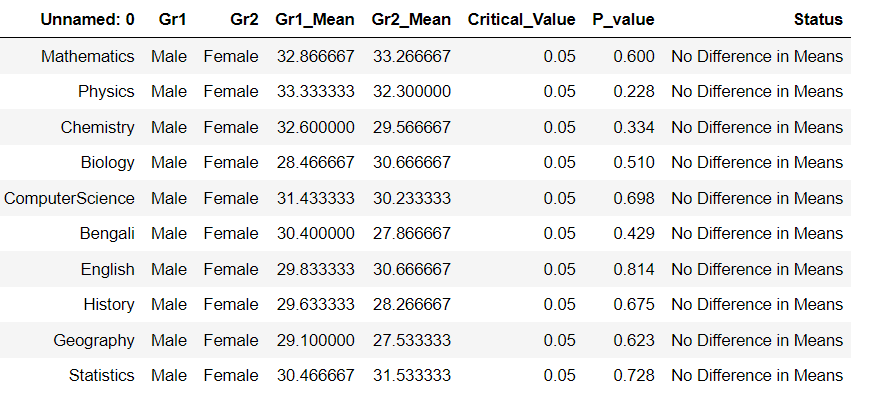 Unnamed: 0 Gr1 Gr2 Gr1_Mean Gr2_Mean Critical_Value P_value Status
Mathematics Male Female 32.866667 33.266667 0.05 0.600 No Difference in Means
Physics Male Female 33.333333 32.300000 0.05 0.228 No Difference in Means
Chemistry Male Female 32.600000 29.566667 0.05 0.334 No Difference in Means
Biology Male Female 28.466667 30.666667 0.05 0.510 No Difference in Means
ComputerScience Male Female 31.433333 30.233333 0.05 0.698 No Difference in Means
Bengali Male Female 30.400000 27.866667 0.05 0.429 No Difference in Means
English Male Female 29.833333 30.666667 0.05 0.814 No Difference in Means
History Male Female 29.633333 28.266667 0.05 0.675 No Difference in Means
Geography Male Female 29.100000 27.533333 0.05 0.623 No Difference in Means
Statistics Male Female 30.466667 31.533333 0.05 0.728 No Difference in Means